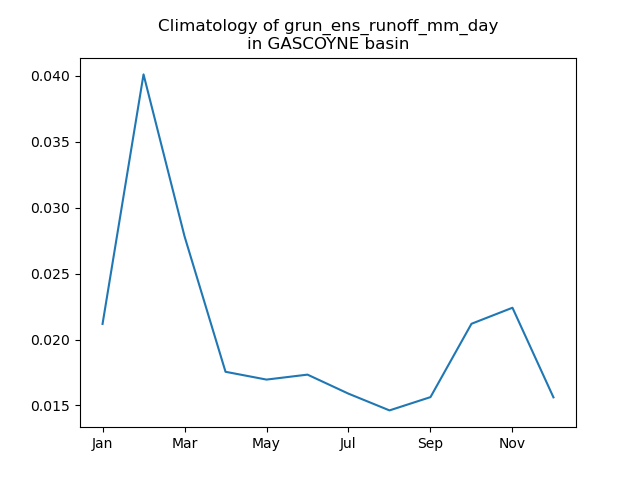 Climatology of grun_ens_runoff_mm_day
in GASCOYNE basin
0.040
0.035
0.030
0.025
0.020
0.015
Jan Mar May Jul Sep Nov